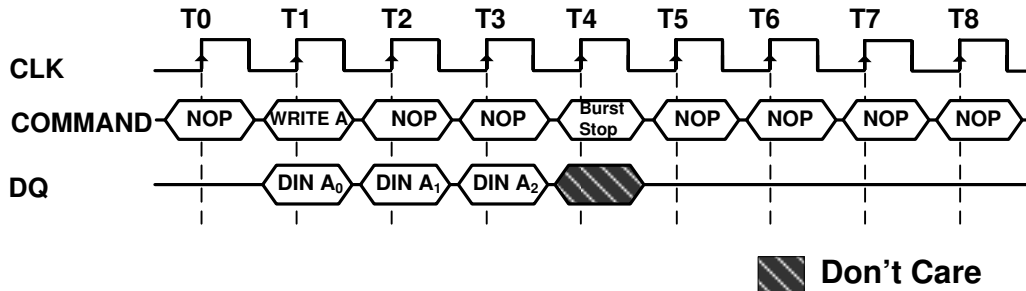 T0 T1 T2 T3 T4 T5 T6 T7 T8
CLK
COMMAND NOP WRITE A NOP NOP Burst Stop NOP NOP NOP NOP
DQ DIN A₀ DIN A₁ DIN A₂
Don't Care